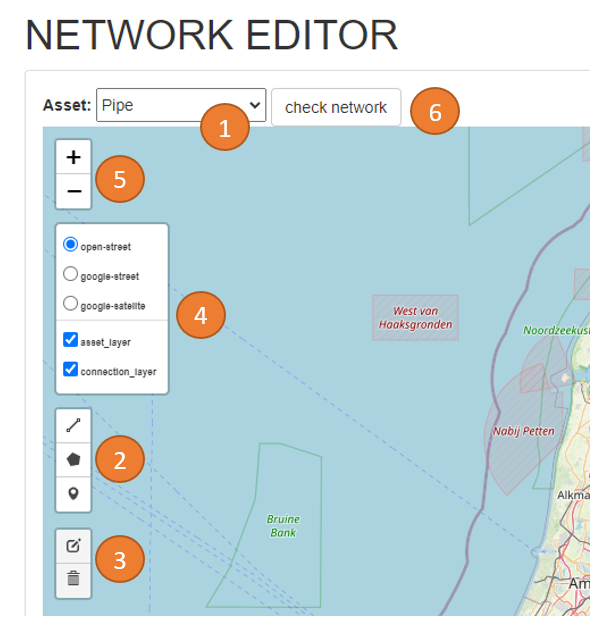 NETWORK EDITOR
Asset: Pipe check network
1
6
+
−
5
open-street
google-street
google-satellite
4
asset_layer
connection_layer
West van
Haaksgronden
Noordzeekust
Nabij Petten
2
Alkma
Bruine
Bank
3
Am